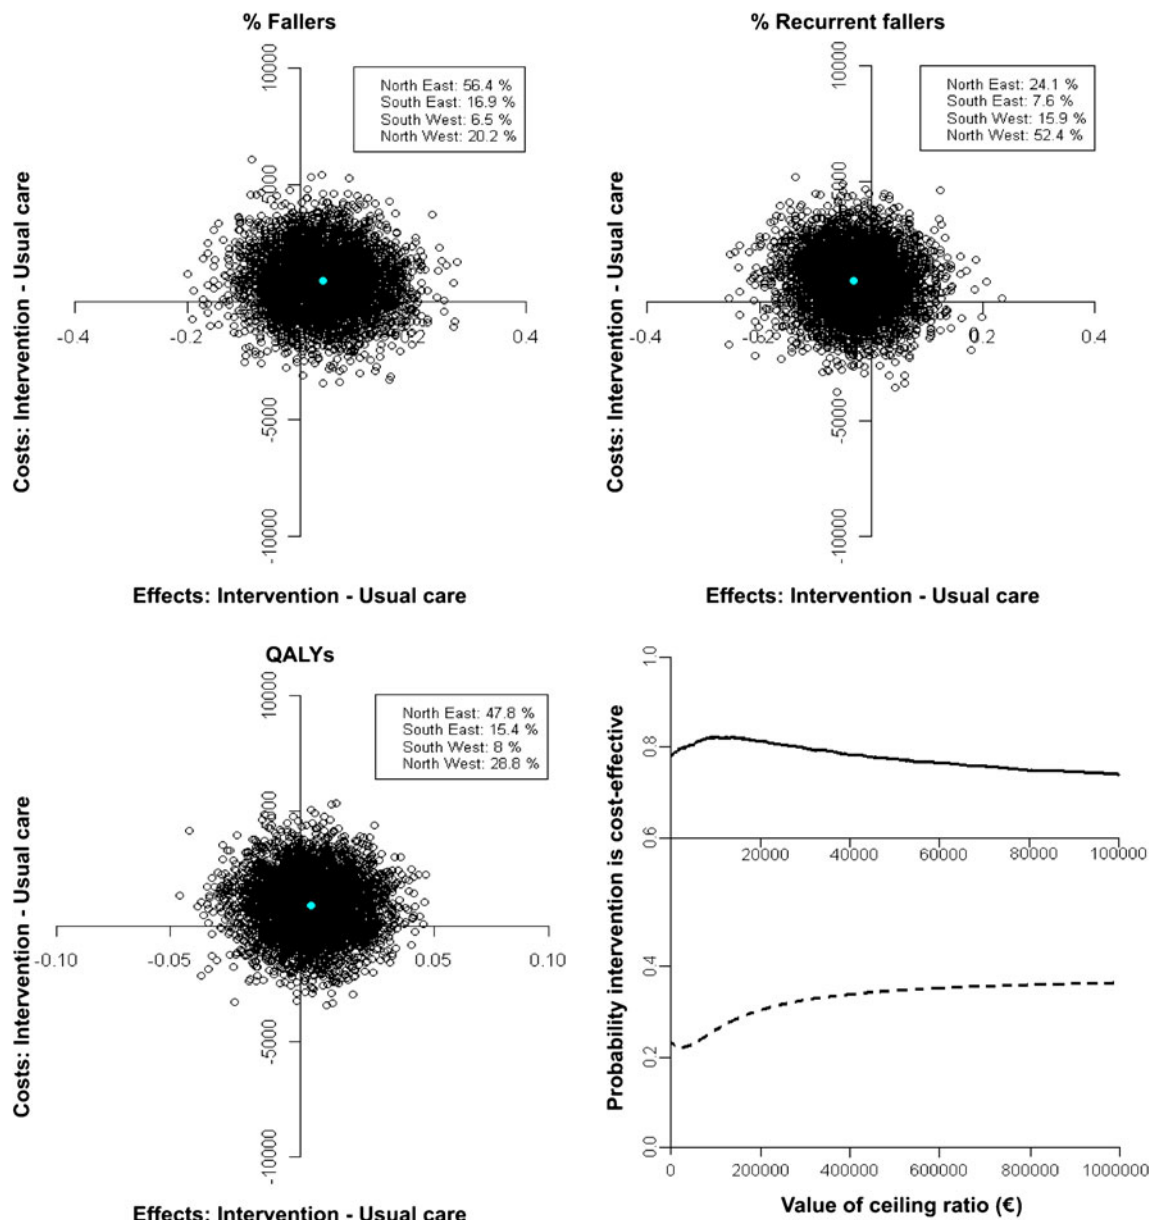 % Fallers
10000
North East: 56.4 %
South East: 16.9 %
South West: 6.5 %
North West: 20.2 %
-0.4
-0.2
0.4
-5000
-10000
Costs: Intervention - Usual care
Effects: Intervention - Usual care
% Recurrent fallers
10000
North East: 24.1 %
South East: 7.6 %
South West: 15.9 %
North West: 52.4 %
-0.4
0.2
0.4
-5000
-10000
Costs: Intervention - Usual care
Effects: Intervention - Usual care
QALYs
10000
North East: 47.8 %
South East: 15.4 %
South West: 8 %
North West: 28.8 %
-0.10
-0.05
0.05
0.10
-5000
-10000
Costs: Intervention - Usual care
Effects: Intervention - Usual care
Probability intervention is cost-effective
1.0
0.8
0.6
20000 40000 60000 80000 100000
0.4
0.2
0.0
0 200000 400000 600000 800000 1000000
Value of ceiling ratio (€)